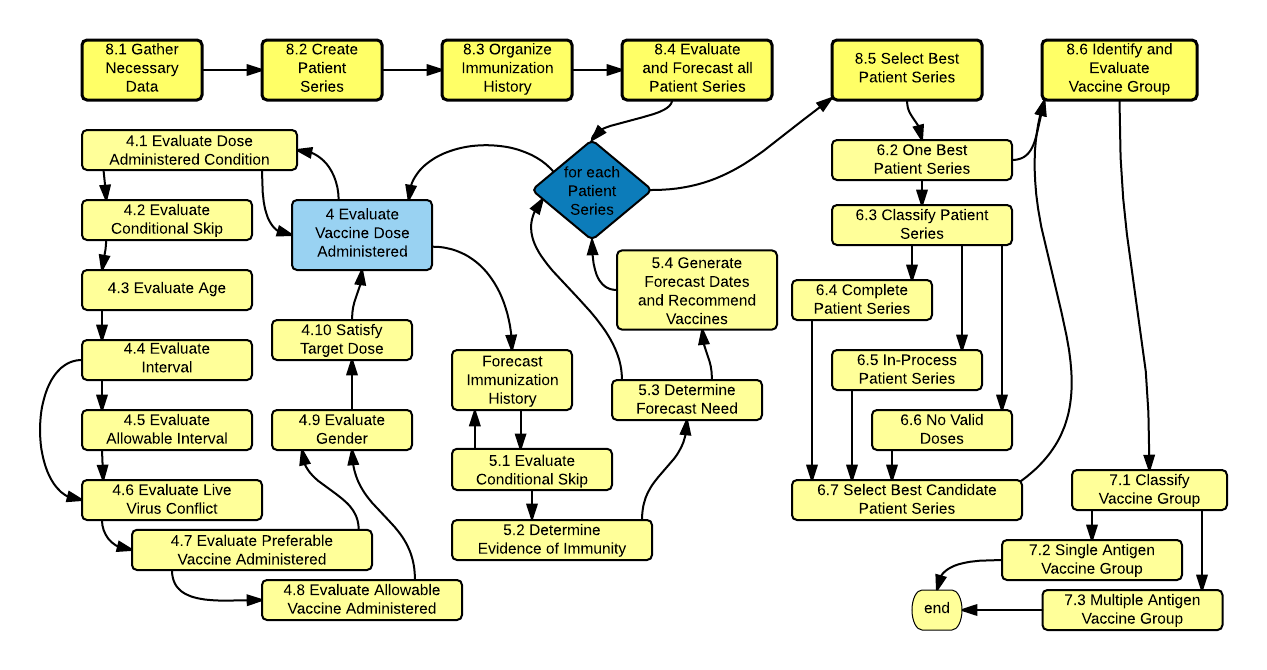 8.1 Gather
Necessary
Data
8.2 Create
Patient
Series
8.3 Organize
Immunization
History
8.4 Evaluate
and Forecast all
Patient Series
8.5 Select Best
Patient Series
8.6 Identify and
Evaluate
Vaccine Group
4.1 Evaluate Dose
Administered Condition
4.2 Evaluate
Conditional Skip
4.3 Evaluate Age
4.4 Evaluate
Interval
4.5 Evaluate
Allowable Interval
4.6 Evaluate Live
Virus Conflict
4.7 Evaluate Preferable
Vaccine Administered
4.8 Evaluate Allowable
Vaccine Administered
4 Evaluate
Vaccine Dose
Administered
4.10 Satisfy
Target Dose
4.9 Evaluate
Gender
for each
Patient
Series
Forecast
Immunization
History
5.1 Evaluate
Conditional Skip
5.2 Determine
Evidence of Immunity
5.4 Generate
Forecast Dates
and Recommend
Vaccines
5.3 Determine
Forecast Need
6.2 One Best
Patient Series
6.3 Classify Patient
Series
6.4 Complete
Patient Series
6.5 In-Process
Patient Series
6.6 No Valid
Doses
6.7 Select Best Candidate
Patient Series
7.1 Classify
Vaccine Group
7.2 Single Antigen
Vaccine Group
7.3 Multiple Antigen
Vaccine Group
end